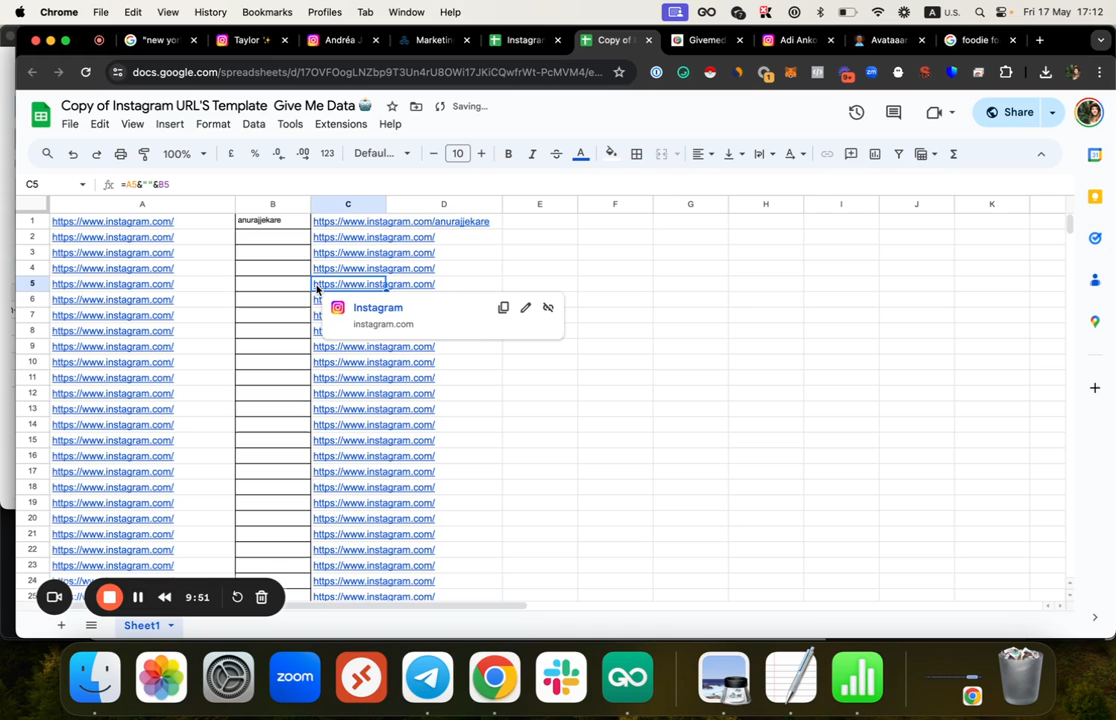 Chrome File Edit View History Bookmarks Profiles Tab Window Help A U.S. Fri 17 May 17:12
"new yor Taylor Andréa J Marketin Instagram Copy of I Givemed Adi Anko Avataaar foodie fo
docs.google.com/spreadsheets/d/17OVFOogLNZbp9T3Un4rU8OWi17JKiCQwfrWt-PcMVM4/e...
Copy of Instagram URL'S Template Give Me Data Saving...
File Edit View Insert Format Data Tools Extensions Help
Share
100% £ % .0 .00 123 Defaul... − 10 + B I A
C5 fx =A5&""&B5
A B C D E F G H I J K
1 https://www.instagram.com/ anurajjekare https://www.instagram.com/anurajjekare
2 https://www.instagram.com/ https://www.instagram.com/
3 https://www.instagram.com/ https://www.instagram.com/
4 https://www.instagram.com/ https://www.instagram.com/
5 https://www.instagram.com/ https://www.instagram.com/
6 https://www.instagram.com/ ht
7 https://www.instagram.com/ ht
Instagram
instagram.com
8 https://www.instagram.com/ ht
9 https://www.instagram.com/ https://www.instagram.com/
10 https://www.instagram.com/ https://www.instagram.com/
11 https://www.instagram.com/ https://www.instagram.com/
12 https://www.instagram.com/ https://www.instagram.com/
13 https://www.instagram.com/ https://www.instagram.com/
14 https://www.instagram.com/ https://www.instagram.com/
15 https://www.instagram.com/ https://www.instagram.com/
16 https://www.instagram.com/ https://www.instagram.com/
17 https://www.instagram.com/ https://www.instagram.com/
18 https://www.instagram.com/ https://www.instagram.com/
19 https://www.instagram.com/ https://www.instagram.com/
20 https://www.instagram.com/ https://www.instagram.com/
21 https://www.instagram.com/ https://www.instagram.com/
22 https://www.instagram.com/ https://www.instagram.com/
23 https://www.instagram.com/ https://www.instagram.com/
24 https://www.instagram.com/
25 https://www.instagram.com/
9:51
Sheet1
zoom